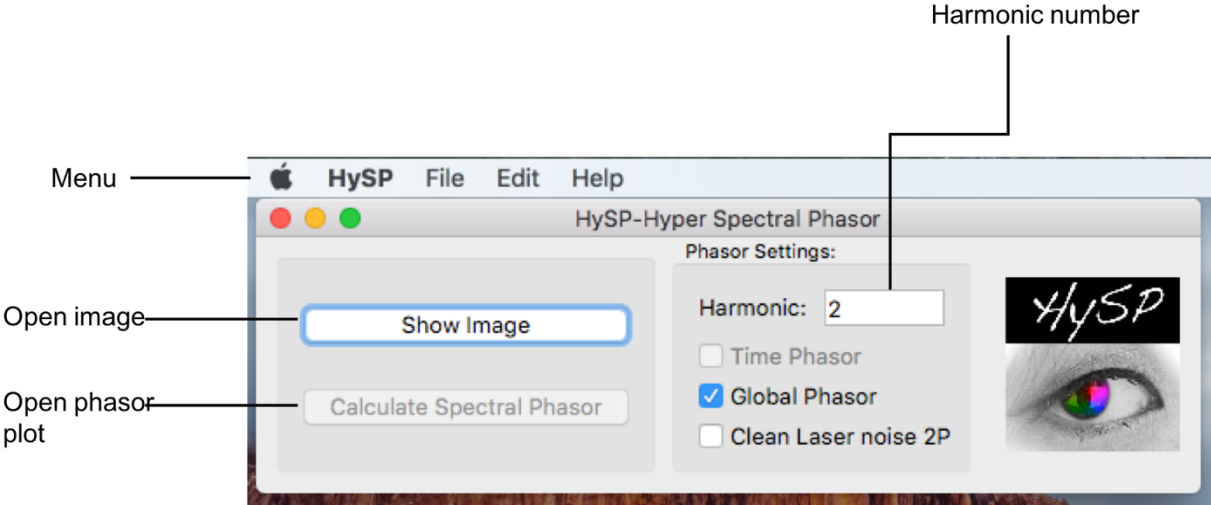 Harmonic number
Menu
HySP File Edit Help
HySP-Hyper Spectral Phasor
Phasor Settings:
Open image
Show Image
Harmonic: 2
HySP
Time Phasor
Open phasor
plot
Calculate Spectral Phasor
Global Phasor
Clean Laser noise 2P